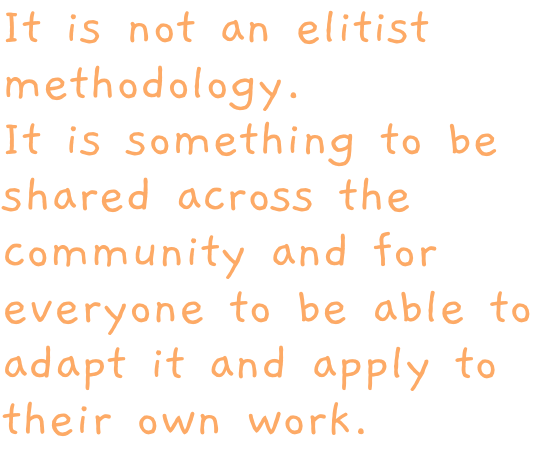 It is not an elitist
methodology.
It is something to be
shared across the
community and for
everyone to be able to
adapt it and apply to
their own work.